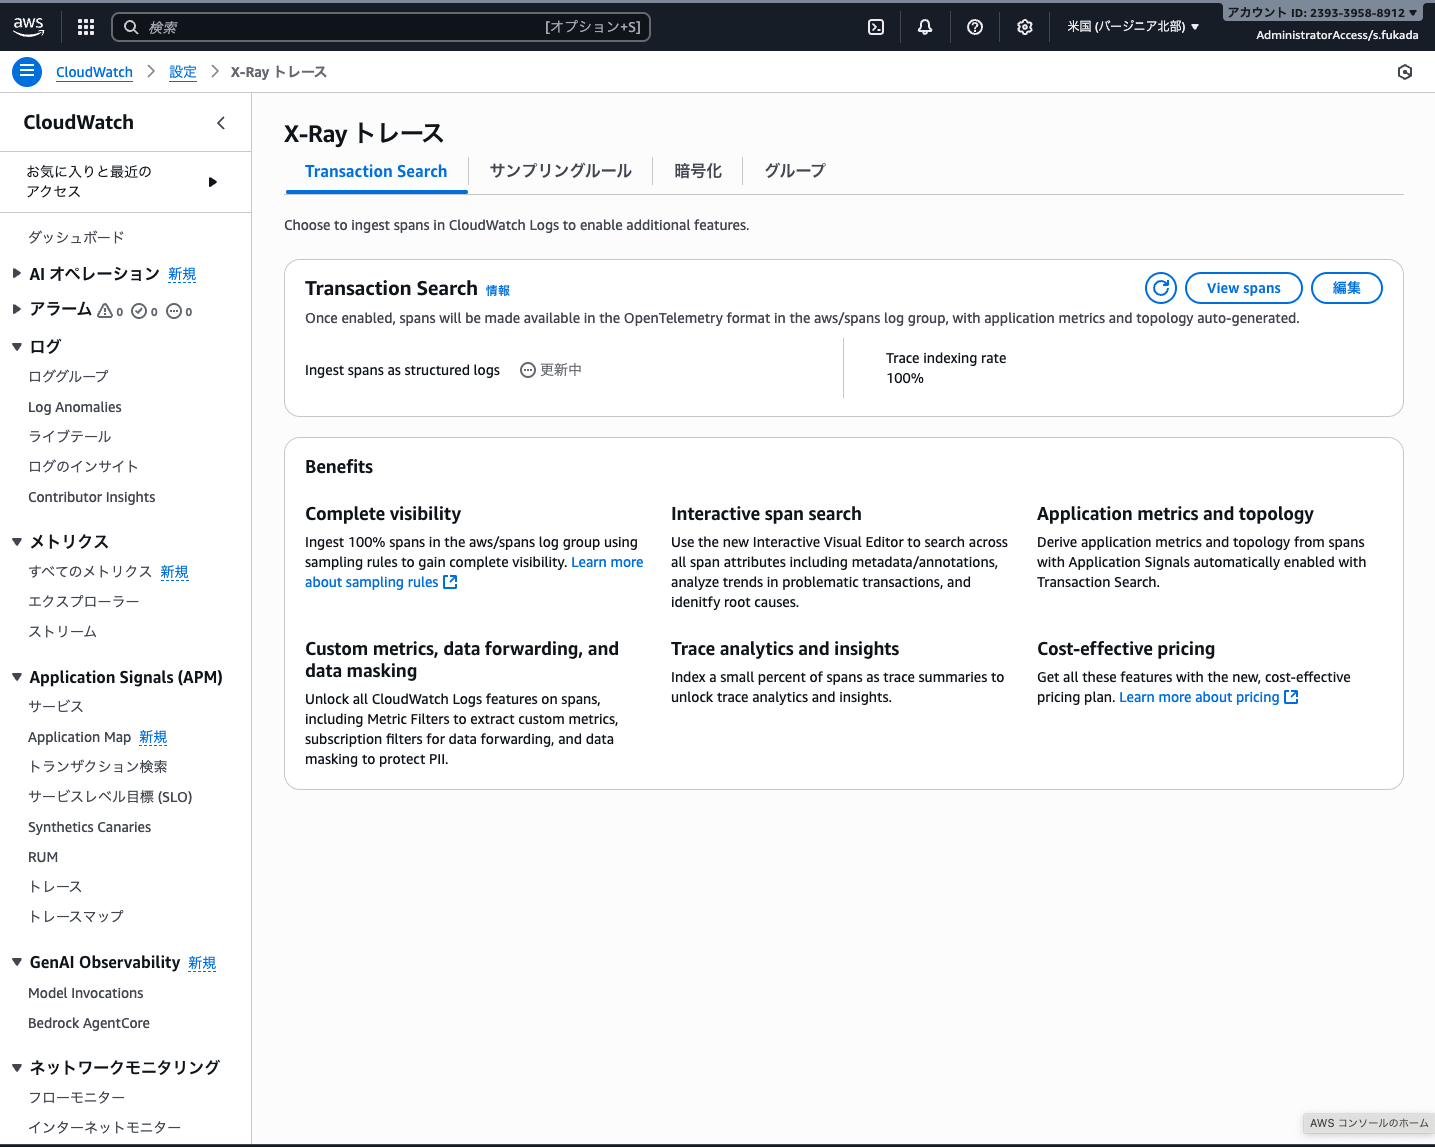 aws
検索
[オプション+S]
米国 (バージニア北部)
アカウント ID: 2393-3958-8912
AdministratorAccess/s.fukada
CloudWatch
設定
X-Ray トレース
CloudWatch
お気に入りと最近の
アクセス
ダッシュボード
AI オペレーション 新規
アラーム 0 0 0
ログ
ロググループ
Log Anomalies
ライブテール
ログのインサイト
Contributor Insights
メトリクス
すべてのメトリクス 新規
エクスプローラー
ストリーム
Application Signals (APM)
サービス
Application Map 新規
トランザクション検索
サービスレベル目標 (SLO)
Synthetics Canaries
RUM
トレース
トレースマップ
GenAI Observability 新規
Model Invocations
Bedrock AgentCore
ネットワークモニタリング
フローモニター
インターネットモニター
X-Ray トレース
Transaction Search
サンプリングルール
暗号化
グループ
Choose to ingest spans in CloudWatch Logs to enable additional features.
Transaction Search 情報
View spans
編集
Once enabled, spans will be made available in the OpenTelemetry format in the aws/spans log group, with application metrics and topology auto-generated.
Ingest spans as structured logs 更新中
Trace indexing rate
100%
Benefits
Complete visibility
Ingest 100% spans in the aws/spans log group using
sampling rules to gain complete visibility. Learn more
about sampling rules
Interactive span search
Use the new Interactive Visual Editor to search across
all span attributes including metadata/annotations,
analyze trends in problematic transactions, and
idenitfy root causes.
Application metrics and topology
Derive application metrics and topology from spans
with Application Signals automatically enabled with
Transaction Search.
Custom metrics, data forwarding, and
data masking
Unlock all CloudWatch Logs features on spans,
including Metric Filters to extract custom metrics,
subscription filters for data forwarding, and data
masking to protect PII.
Trace analytics and insights
Index a small percent of spans as trace summaries to
unlock trace analytics and insights.
Cost-effective pricing
Get all these features with the new, cost-effective
pricing plan. Learn more about pricing
AWS コンソールのホーム